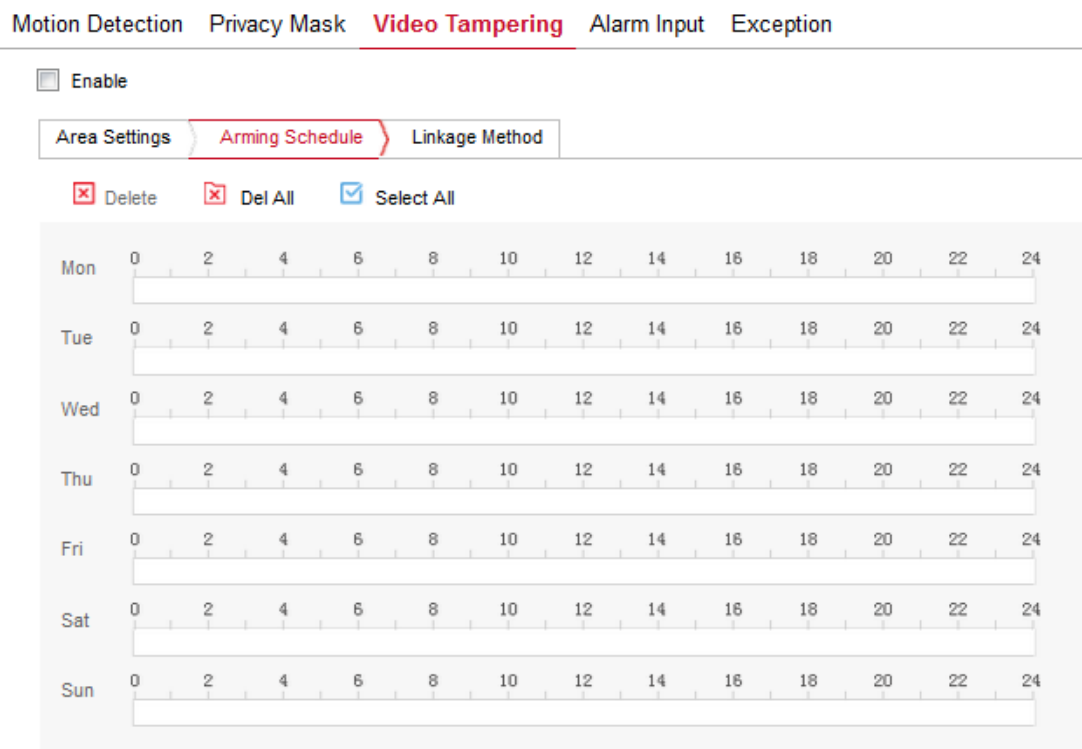 Motion Detection Privacy Mask Video Tampering Alarm Input Exception
Enable
Area Settings Arming Schedule Linkage Method
Delete Del All Select All
Mon 0 2 4 6 8 10 12 14 16 18 20 22 24
Tue 0 2 4 6 8 10 12 14 16 18 20 22 24
Wed 0 2 4 6 8 10 12 14 16 18 20 22 24
Thu 0 2 4 6 8 10 12 14 16 18 20 22 24
Fri 0 2 4 6 8 10 12 14 16 18 20 22 24
Sat 0 2 4 6 8 10 12 14 16 18 20 22 24
Sun 0 2 4 6 8 10 12 14 16 18 20 22 24